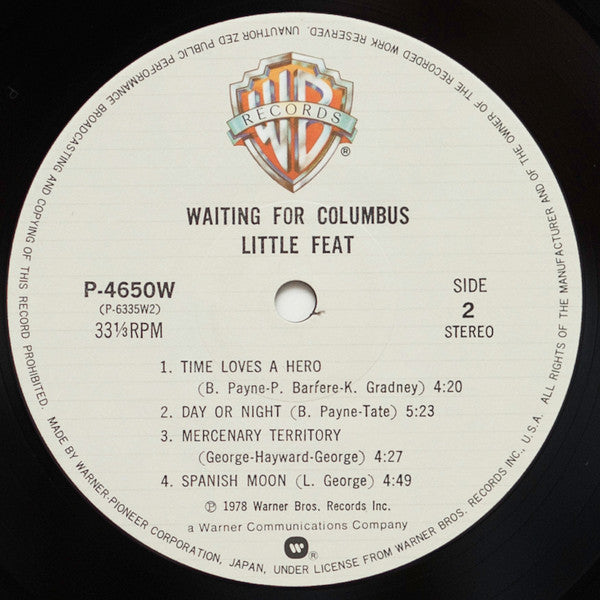 WB
RECORDS
®
WAITING FOR COLUMBUS
LITTLE FEAT
P-4650W
(P-6335W2)
33⅓RPM
SIDE
2
STEREO
1. TIME LOVES A HERO
(B. Payne-P. Barrere-K. Gradney) 4:20
2. DAY OR NIGHT (B. Payne-Tate) 5:23
3. MERCENARY TERRITORY
(George-Hayward-George) 4:27
4. SPANISH MOON (L. George) 4:49
℗ 1978 Warner Bros. Records Inc.
a Warner Communications Company
®
MADE BY WARNER-PIONEER CORPORATION, JAPAN, UNDER LICENSE FROM WARNER BROS. RECORDS INC., U.S.A. ALL RIGHTS OF THE MANUFACTURER AND OF THE OWNER OF THE RECORDED WORK RESERVED. UNAUTHORIZED PUBLIC PERFORMANCE BROADCASTING AND COPYING OF THIS RECORD PROHIBITED.